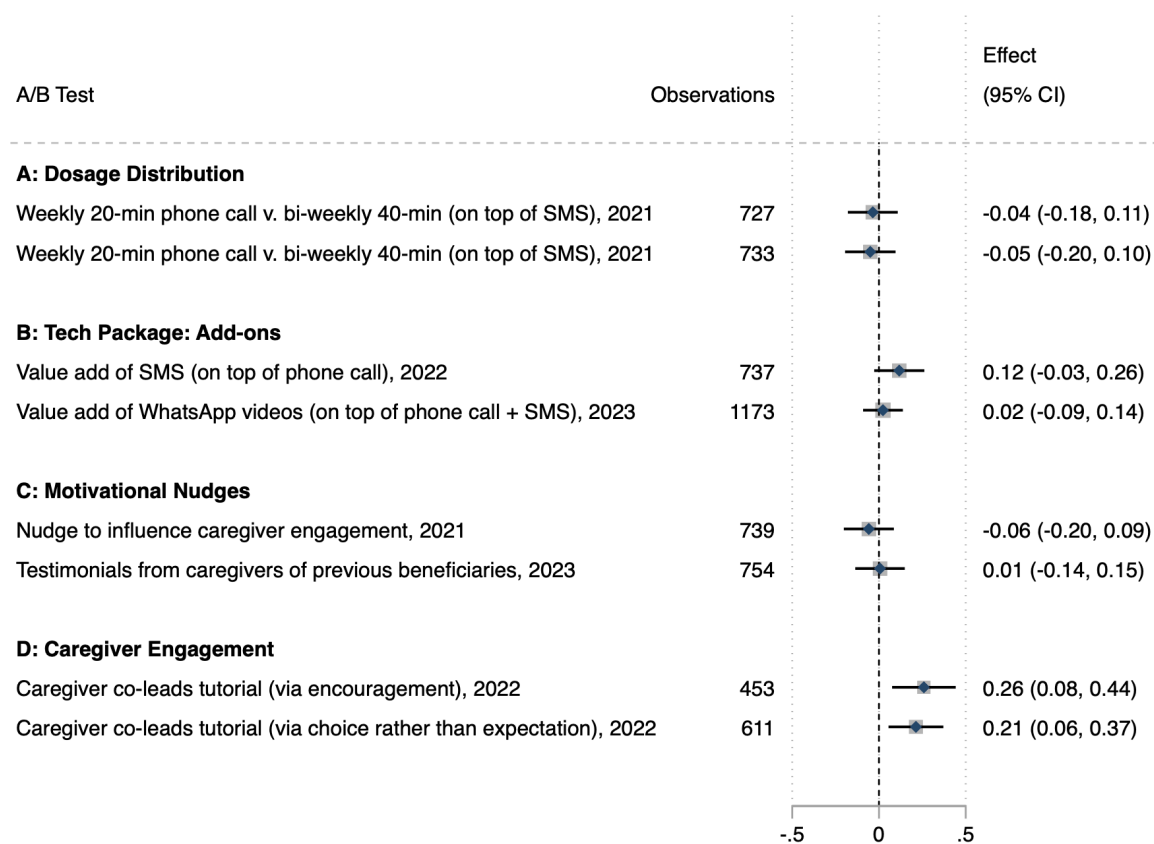 Effect
A/B Test Observations (95% CI)
A: Dosage Distribution
Weekly 20-min phone call v. bi-weekly 40-min (on top of SMS), 2021 727 -0.04 (-0.18, 0.11)
Weekly 20-min phone call v. bi-weekly 40-min (on top of SMS), 2021 733 -0.05 (-0.20, 0.10)
B: Tech Package: Add-ons
Value add of SMS (on top of phone call), 2022 737 0.12 (-0.03, 0.26)
Value add of WhatsApp videos (on top of phone call + SMS), 2023 1173 0.02 (-0.09, 0.14)
C: Motivational Nudges
Nudge to influence caregiver engagement, 2021 739 -0.06 (-0.20, 0.09)
Testimonials from caregivers of previous beneficiaries, 2023 754 0.01 (-0.14, 0.15)
D: Caregiver Engagement
Caregiver co-leads tutorial (via encouragement), 2022 453 0.26 (0.08, 0.44)
Caregiver co-leads tutorial (via choice rather than expectation), 2022 611 0.21 (0.06, 0.37)
-.5 0 .5